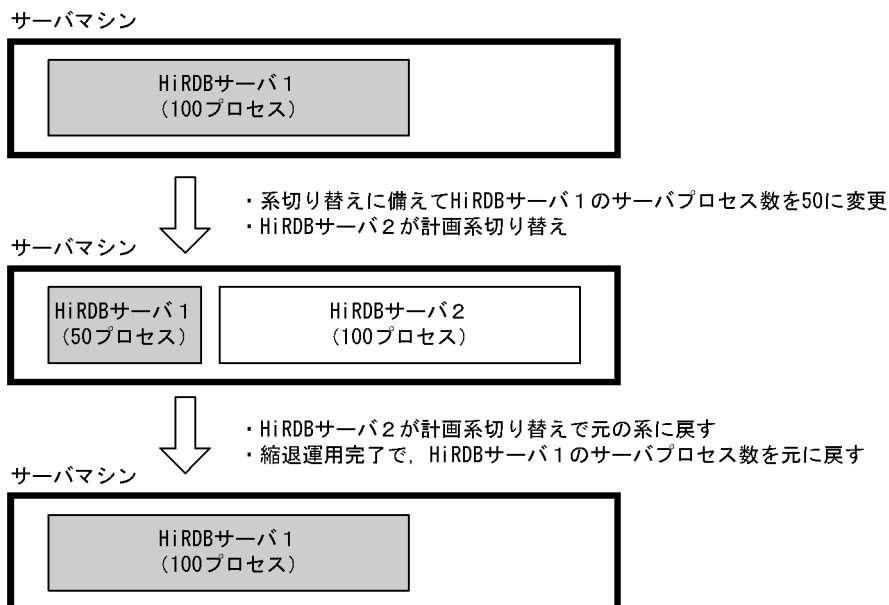 サーバマシン
HiRDBサーバ1
（100プロセス）
・系切り替えに備えてHiRDBサーバ1のサーバプロセス数を50に変更
・HiRDBサーバ2が計画系切り替え
サーバマシン
HiRDBサーバ1
（50プロセス）
HiRDBサーバ2
（100プロセス）
・HiRDBサーバ2が計画系切り替えで元の系に戻す
・縮退運用完了で，HiRDBサーバ1のサーバプロセス数を元に戻す
サーバマシン
HiRDBサーバ1
（100プロセス）